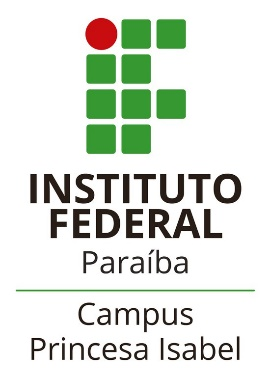 INSTITUTO
FEDERAL
Paraíba
Campus
Princesa Isabel